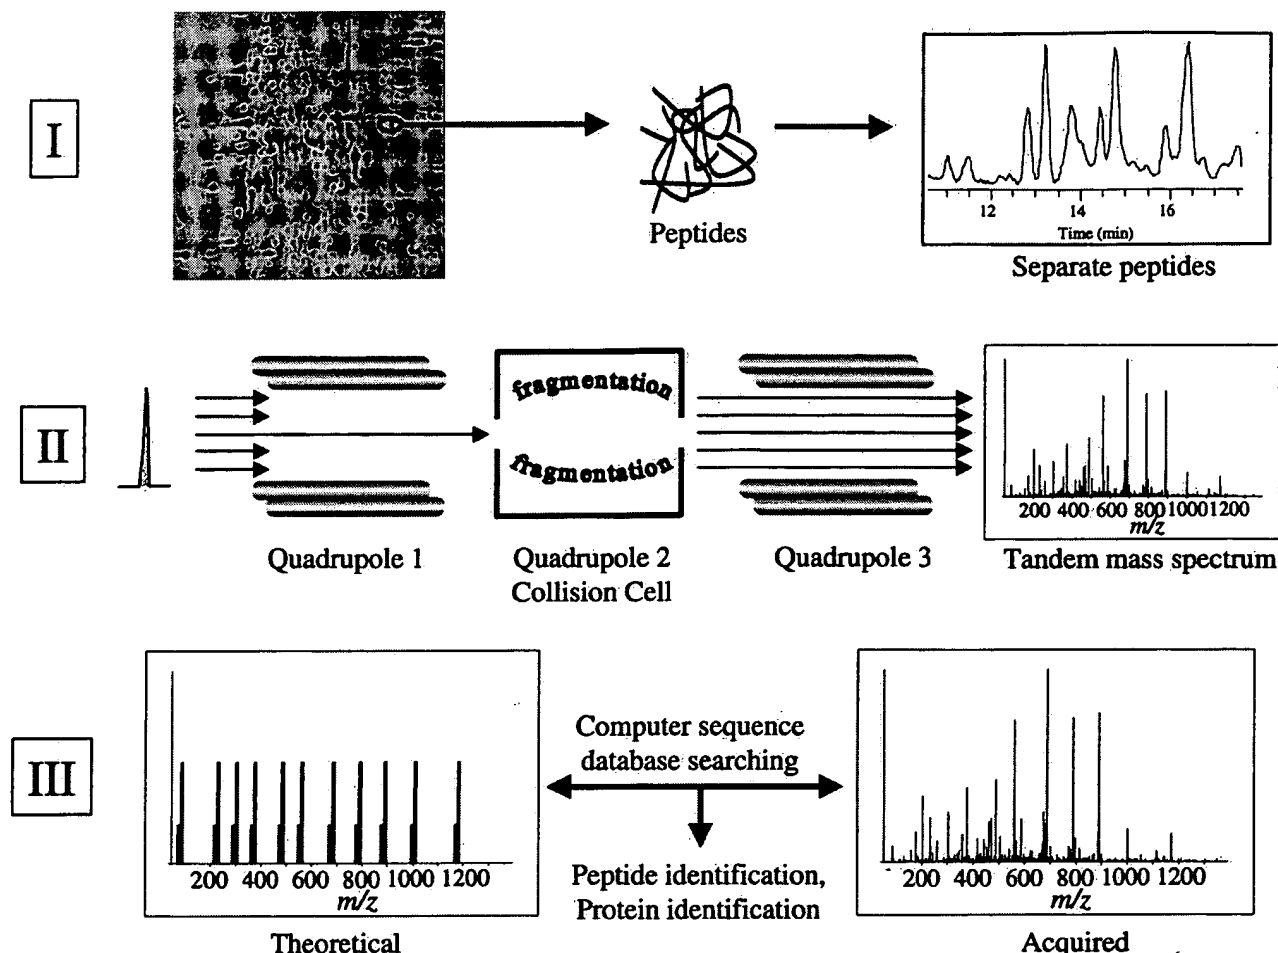 I
Peptides
12 14 16
Time (min)
Separate peptides
II
fragmentation
fragmentation
Quadrupole 1
Quadrupole 2
Collision Cell
Quadrupole 3
200 400 600 800 1000 1200
m/z
Tandem mass spectrum
III
200 400 600 800 1000 1200
m/z
Theoretical
Computer sequence
database searching
Peptide identification,
Protein identification
200 400 600 800 1000 1200
m/z
Acquired